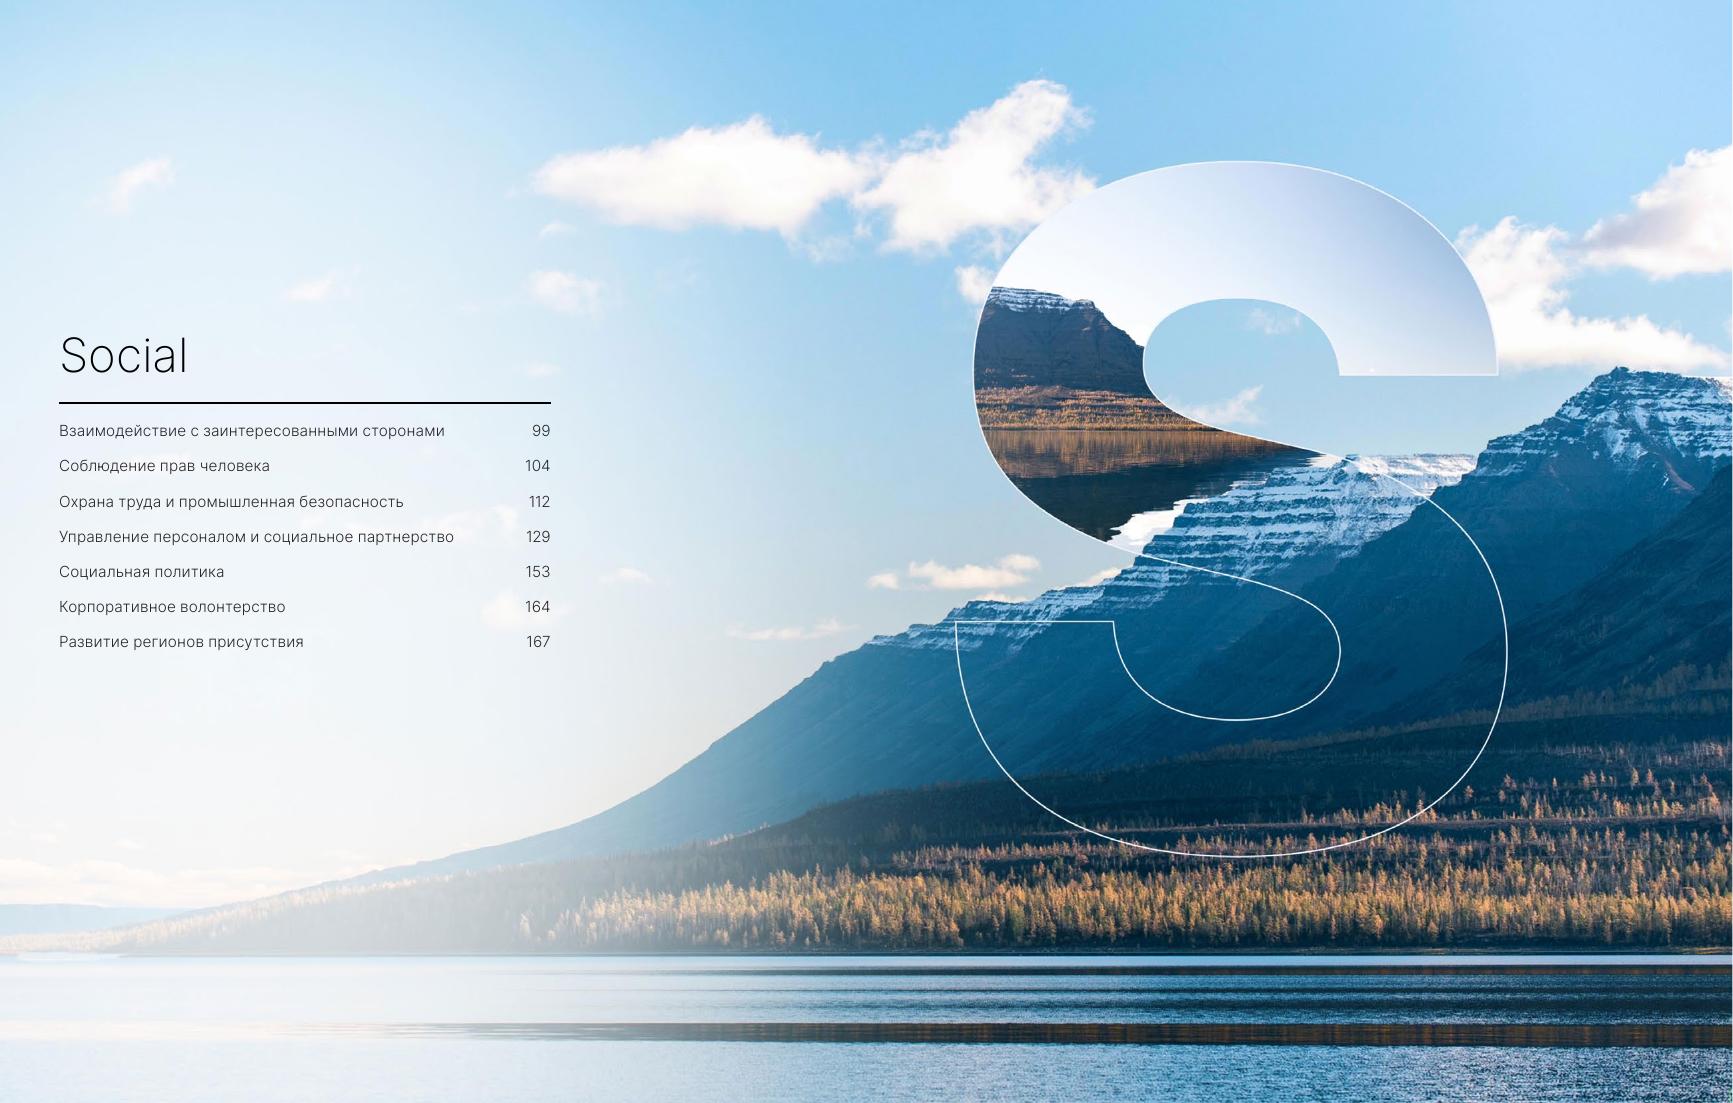 Social
Взаимодействие с заинтересованными сторонами 99
Соблюдение прав человека 104
Охрана труда и промышленная безопасность 112
Управление персоналом и социальное партнерство 129
Социальная политика 153
Корпоративное волонтерство 164
Развитие регионов присутствия 167
S